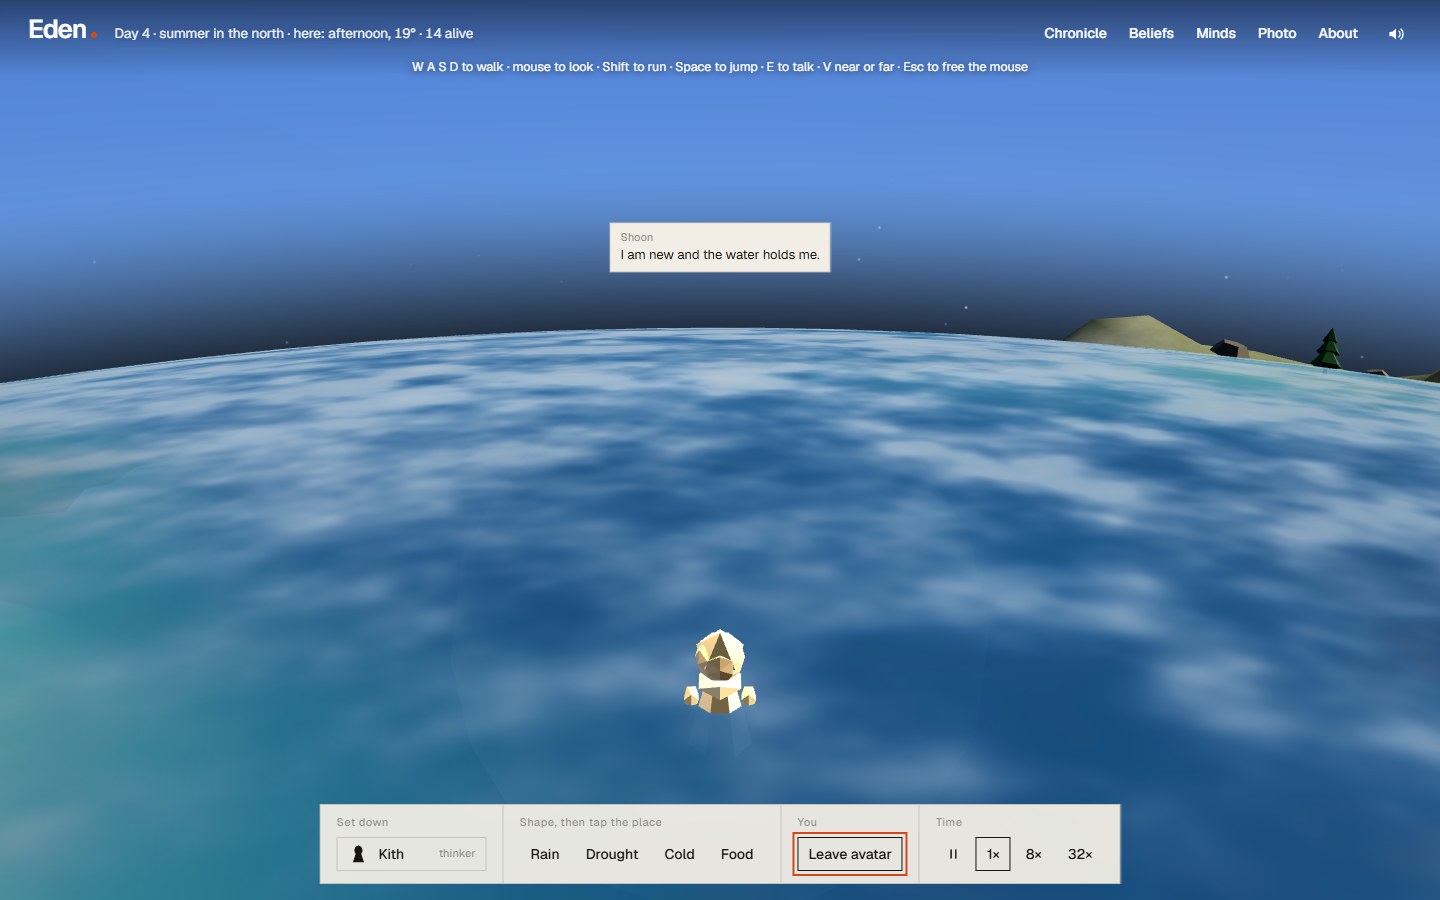 Eden.
Day 4 · summer in the north · here: afternoon, 19° · 14 alive
Chronicle Beliefs Minds Photo About
W A S D to walk · mouse to look · Shift to run · Space to jump · E to talk · V near or far · Esc to free the mouse
Shoon
I am new and the water holds me.
Set down
Kith thinker
Shape, then tap the place
Rain Drought Cold Food
You
Leave avatar
Time
1× 8× 32×